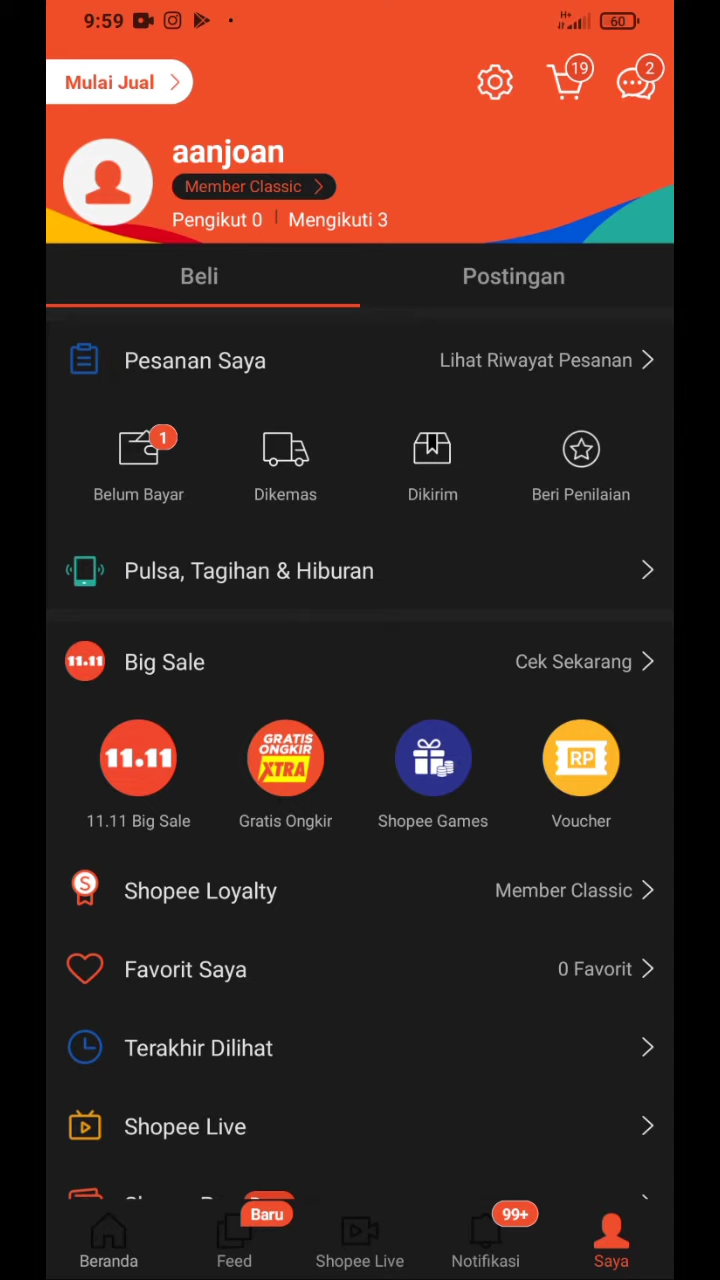 9:59
H+
60
Mulai Jual
19
2
aanjoan
Member Classic
Pengikut 0
Mengikuti 3
Beli
Postingan
Pesanan Saya
Lihat Riwayat Pesanan
1
Belum Bayar
Dikemas
Dikirim
Beri Penilaian
Pulsa, Tagihan & Hiburan
11.11
Big Sale
Cek Sekarang
11.11
GRATIS
ONGKIR
XTRA
RP
11.11 Big Sale
Gratis Ongkir
Shopee Games
Voucher
S
Shopee Loyalty
Member Classic
Favorit Saya
0 Favorit
Terakhir Dilihat
Shopee Live
Baru
99+
Beranda
Feed
Shopee Live
Notifikasi
Saya